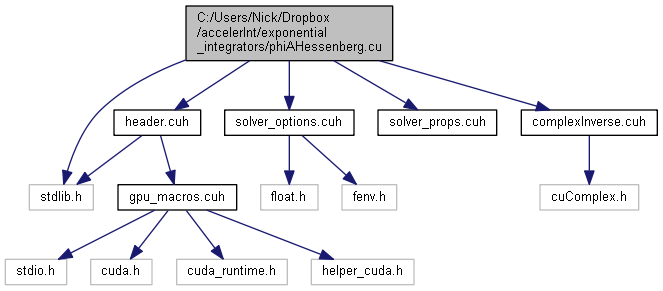 C:/Users/Nick/Dropbox
/accelerInt/exponential
_integrators/phiAHessenberg.cu
header.cuh
solver_options.cuh
solver_props.cuh
complexInverse.cuh
stdlib.h
gpu_macros.cuh
float.h
fenv.h
cuComplex.h
stdio.h
cuda.h
cuda_runtime.h
helper_cuda.h